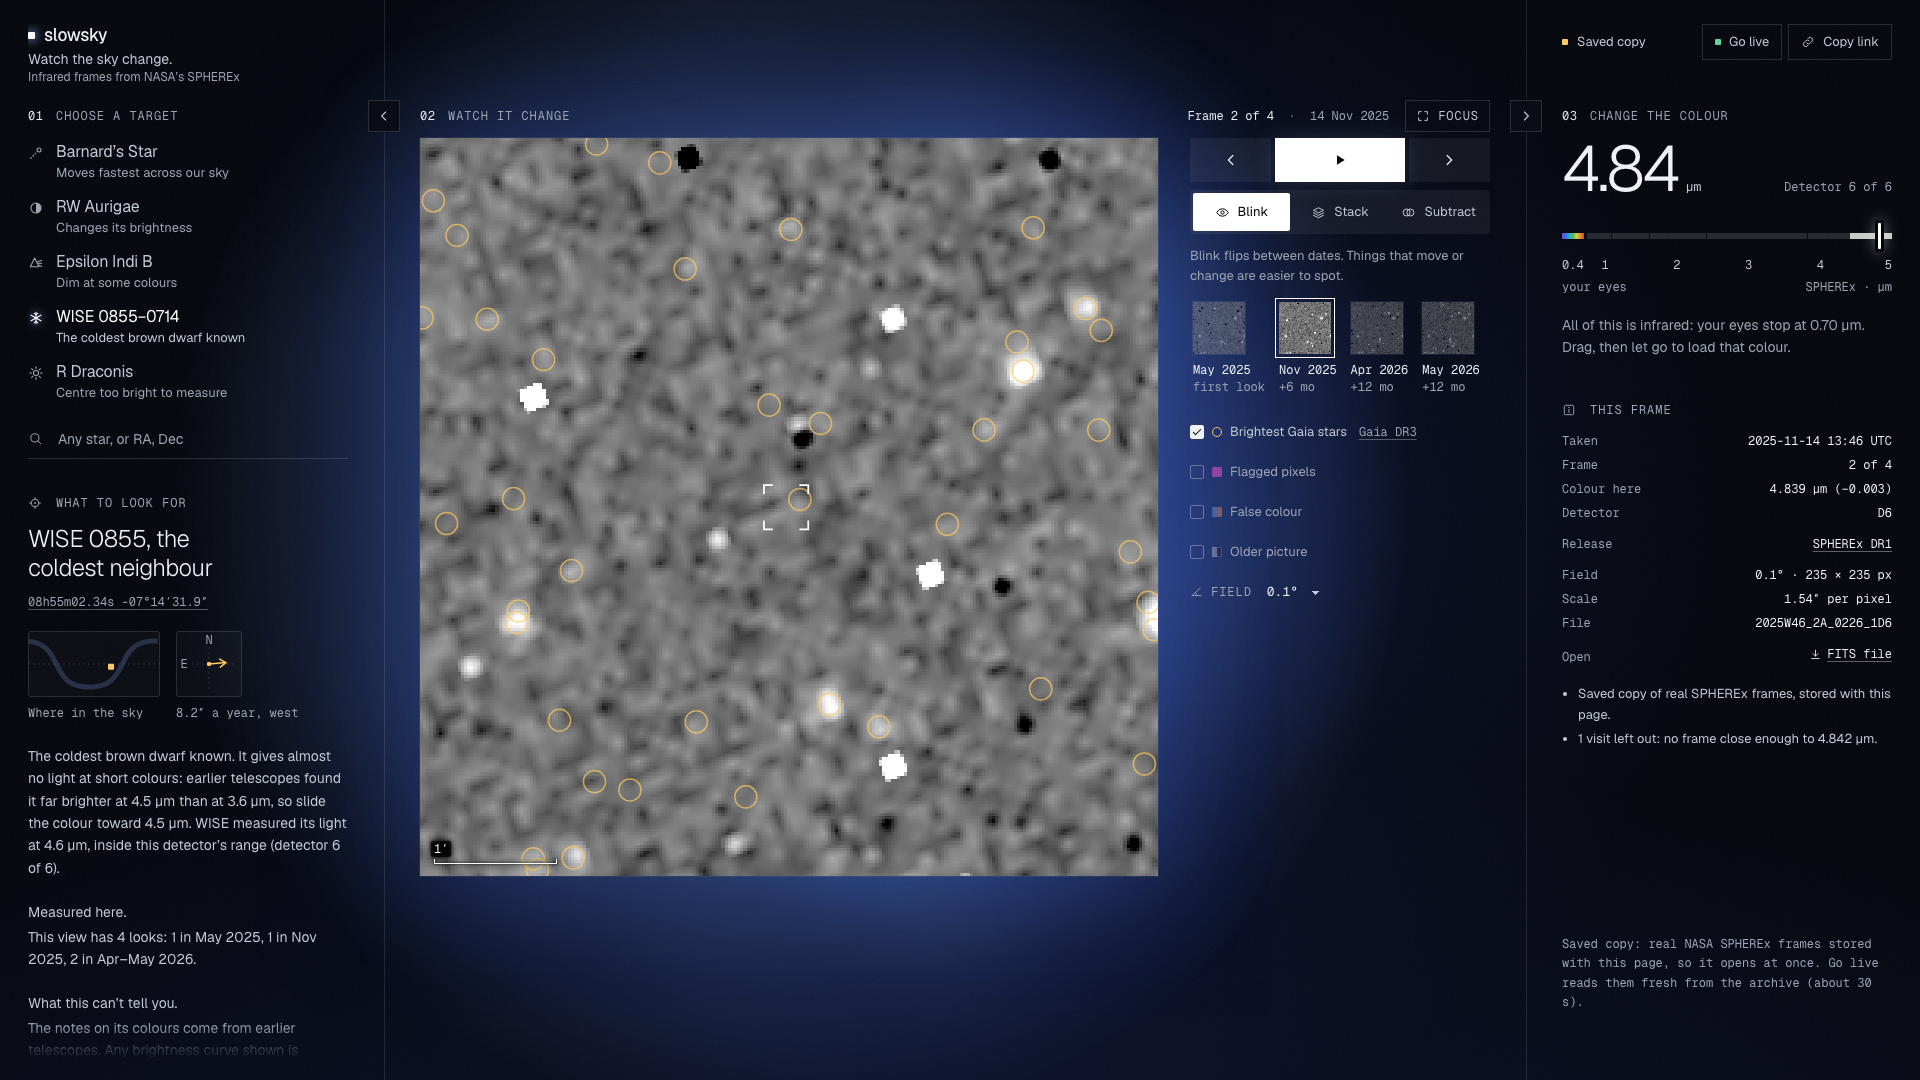 slowsky
Watch the sky change.
Infrared frames from NASA's SPHEREx
01 CHOOSE A TARGET
Barnard's Star
Moves fastest across our sky
RW Aurigae
Changes its brightness
Epsilon Indi B
Dim at some colours
WISE 0855-0714
The coldest brown dwarf known
R Draconis
Centre too bright to measure
Any star, or RA, Dec
WHAT TO LOOK FOR
WISE 0855, the
coldest neighbour
08h55m02.34s -07°14′31.9″
N
E
Where in the sky
8.2″ a year, west
The coldest brown dwarf known. It gives almost
no light at short colours: earlier telescopes found
it far brighter at 4.5 µm than at 3.6 µm, so slide
the colour toward 4.5 µm. WISE measured its light
at 4.6 µm, inside this detector's range (detector 6
of 6).
Measured here.
This view has 4 looks: 1 in May 2025, 1 in Nov
2025, 2 in Apr–May 2026.
What this can't tell you.
The notes on its colours come from earlier
telescopes. Any brightness curve shown is
02 WATCH IT CHANGE
Frame 2 of 4 · 14 Nov 2025
FOCUS
1′
Blink
Stack
Subtract
Blink flips between dates. Things that move or
change are easier to spot.
May 2025
first look
Nov 2025
+6 mo
Apr 2026
+12 mo
May 2026
+12 mo
Brightest Gaia stars Gaia DR3
Flagged pixels
False colour
Older picture
FIELD 0.1°
Saved copy
Go live
Copy link
03 CHANGE THE COLOUR
4.84 µm
Detector 6 of 6
0.4 1 2 3 4 5
your eyes
SPHEREx · µm
All of this is infrared: your eyes stop at 0.70 µm.
Drag, then let go to load that colour.
THIS FRAME
Taken 2025-11-14 13:46 UTC
Frame 2 of 4
Colour here 4.839 µm (−0.003)
Detector D6
Release SPHEREx DR1
Field 0.1° · 235 × 235 px
Scale 1.54″ per pixel
File 2025W46_2A_0226_1D6
Open FITS file
• Saved copy of real SPHEREx frames, stored with this
page.
• 1 visit left out: no frame close enough to 4.842 µm.
Saved copy: real NASA SPHEREx frames stored
with this page, so it opens at once. Go live
reads them fresh from the archive (about 30
s).